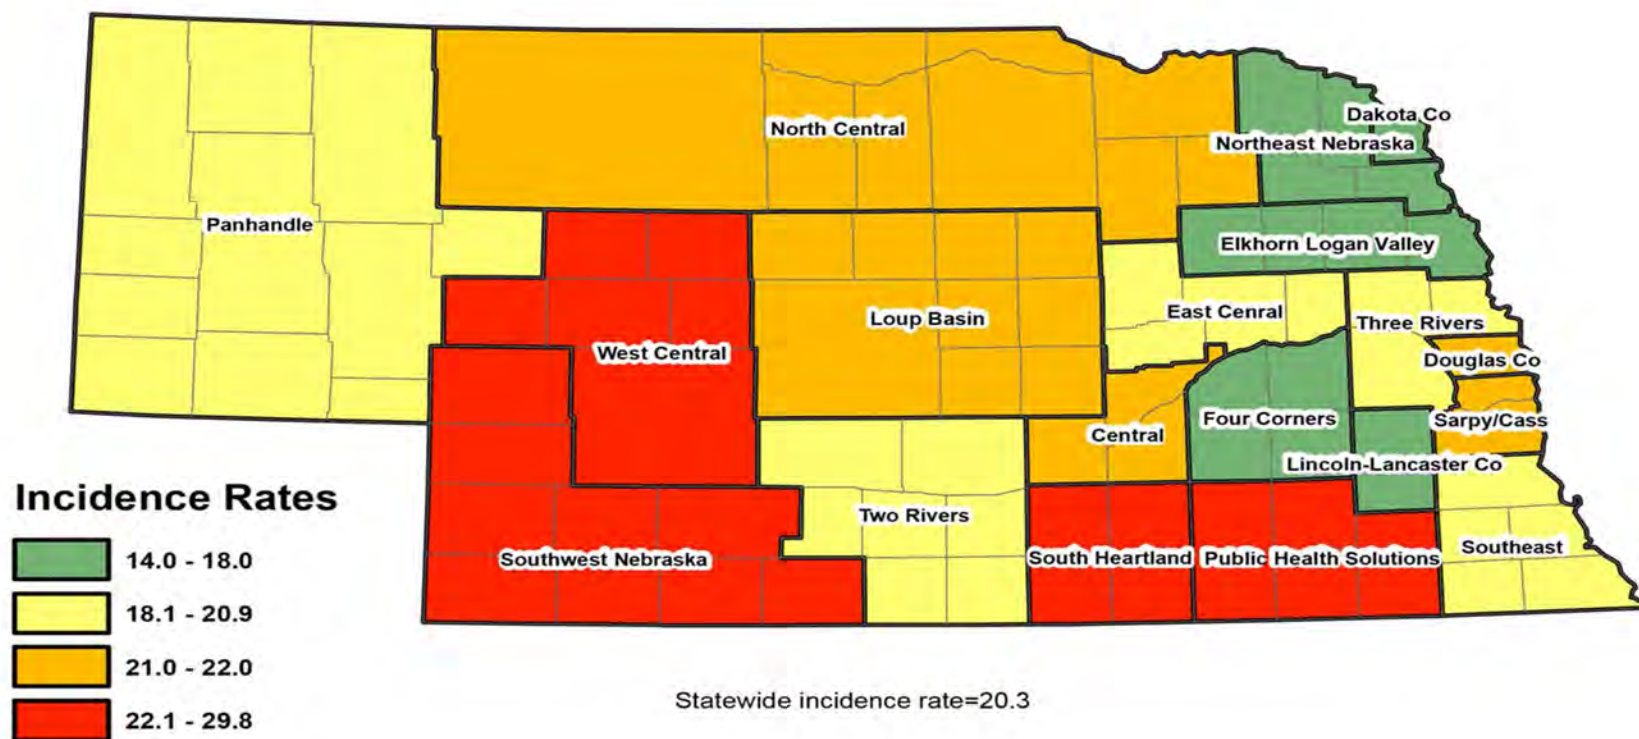 Dakota Co
North Central
Northeast Nebraska
Panhandle
Elkhorn Logan Valley
East Cenral
Loup Basin
Three Rivers
West Central
Douglas Co
Four Corners
Sarpy/Cass
Central
Lincoln-Lancaster Co
Incidence Rates
Two Rivers
Southeast
Southwest Nebraska
South Heartland
Public Health Solutions
14.0 - 18.0
18.1 - 20.9
21.0 - 22.0
22.1 - 29.8
Statewide incidence rate=20.3